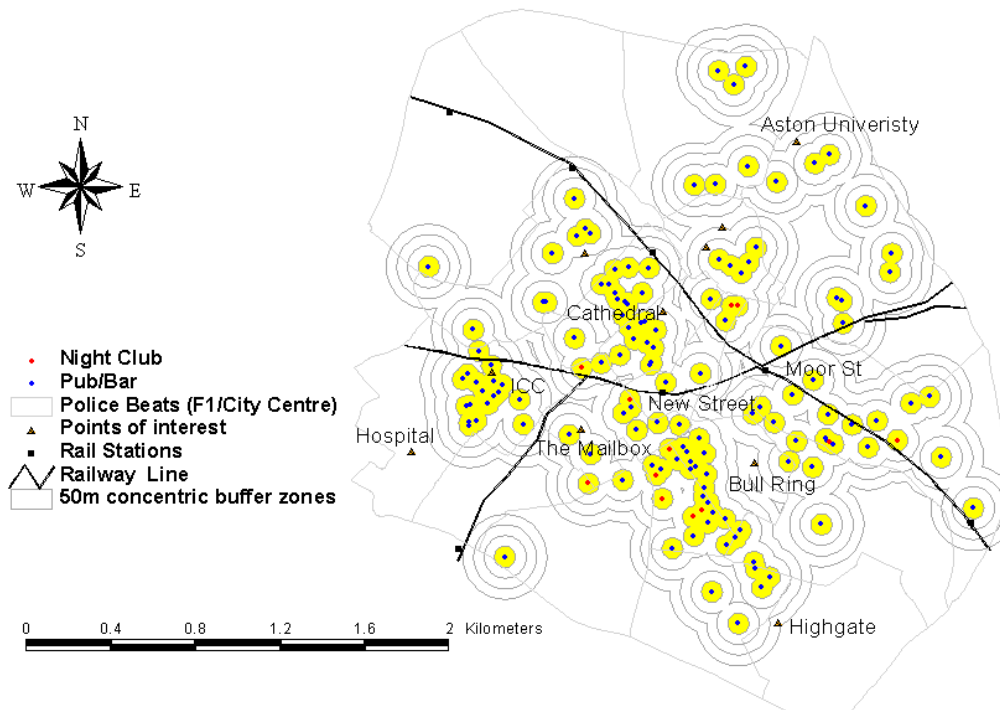 Aston Univeristy
N
W E
S
Cathedral
Night Club
Pub/Bar
Police Beats (F1/City Centre)
Points of interest
Rail Stations
Railway Line
50m concentric buffer zones
Moor St
ICC
New Street
Hospital
The Mailbox
Bull Ring
0 0.4 0.8 1.2 1.6 2 Kilometers
Highgate